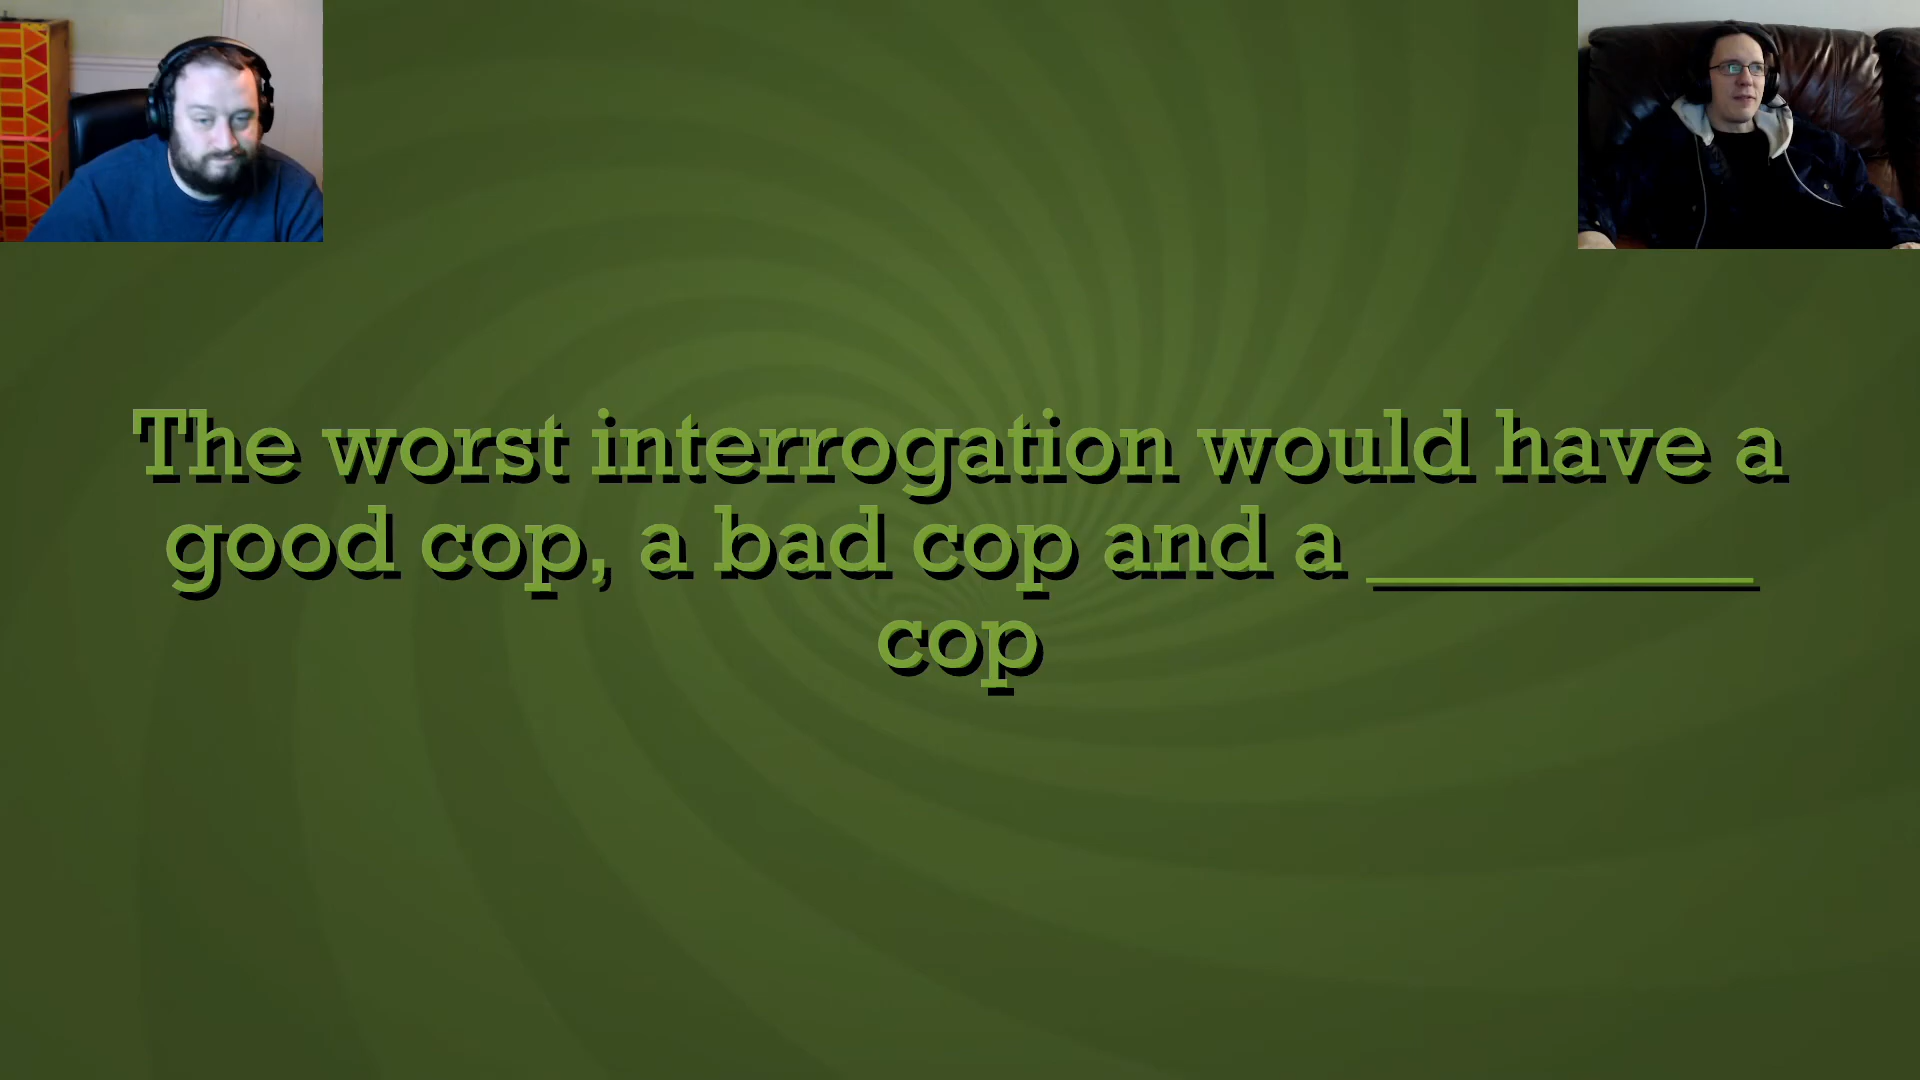 The worst interrogation would have a
good cop, a bad cop and a ________
cop